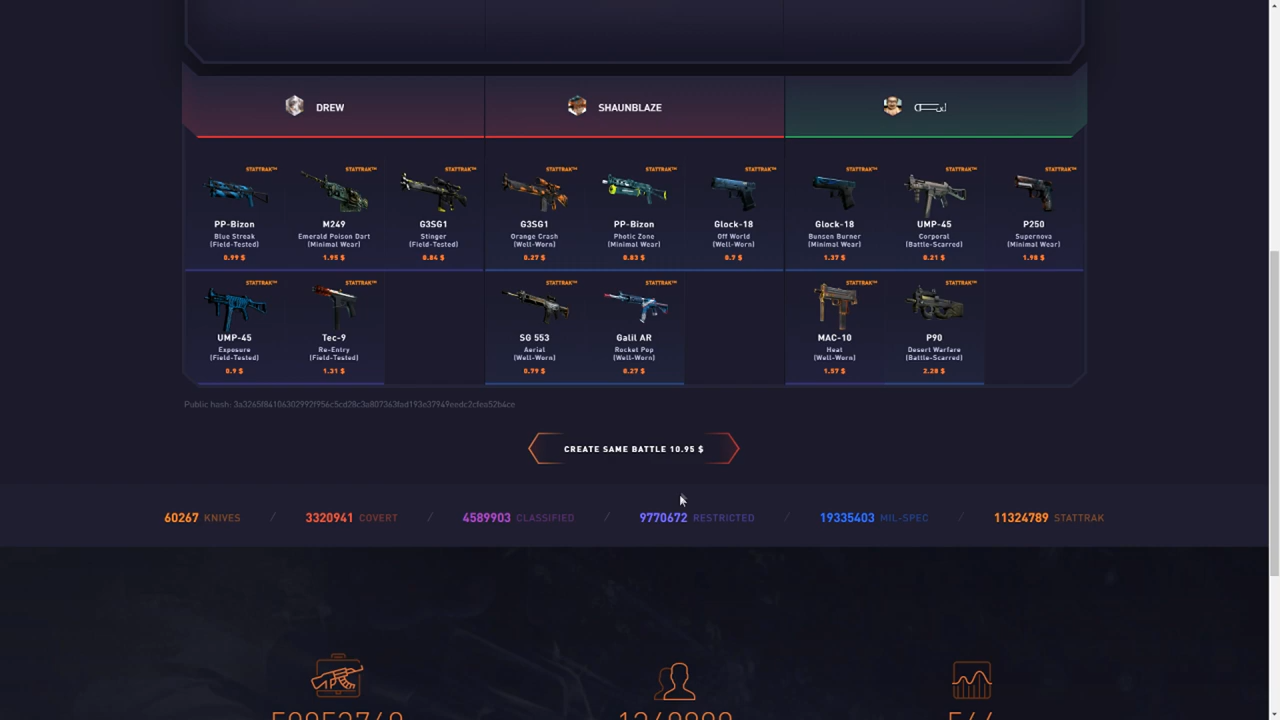 DREW
SHAUNBLAZE
STATTRAK™ STATTRAK™ STATTRAK™ STATTRAK™ STATTRAK™ STATTRAK™ STATTRAK™ STATTRAK™ STATTRAK™
PP-Bizon M249 G3SG1 G3SG1 PP-Bizon Glock-18 Glock-18 UMP-45 P250
Blue Streak Emerald Poison Dart Stinger Orange Crash Photic Zone Off World Bunsen Burner Corporal Supernova
(Field-Tested) (Minimal Wear) (Field-Tested) (Well-Worn) (Minimal Wear) (Well-Worn) (Minimal Wear) (Battle-Scarred) (Minimal Wear)
0.99 $ 1.95 $ 0.84 $ 0.27 $ 0.83 $ 0.7 $ 1.37 $ 0.21 $ 1.98 $
STATTRAK™ STATTRAK™ STATTRAK™ STATTRAK™ STATTRAK™ STATTRAK™
UMP-45 Tec-9 SG 553 Galil AR MAC-10 P90
Exposure Re-Entry Aerial Rocket Pop Heat Desert Warfare
(Field-Tested) (Field-Tested) (Well-Worn) (Well-Worn) (Well-Worn) (Battle-Scarred)
0.9 $ 1.31 $ 0.79 $ 0.27 $ 1.57 $ 2.28 $
Public hash:
CREATE SAME BATTLE 10.95 $
60267 KNIVES / 3320941 COVERT / 4589903 CLASSIFIED / 9770672 RESTRICTED / 19335403 MIL-SPEC / 11324789 STATTRAK